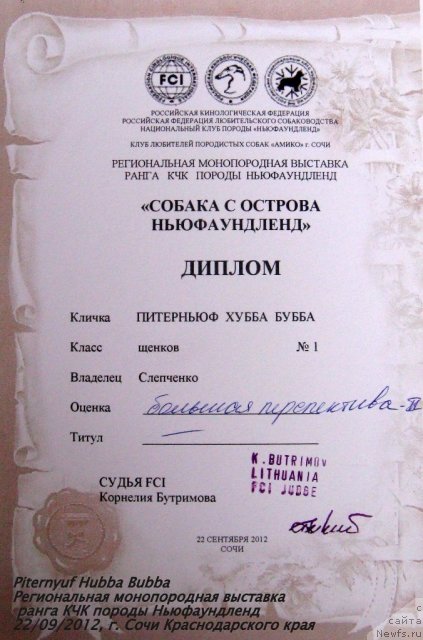 FCI
РОССИЙСКАЯ КИНОЛОГИЧЕСКАЯ ФЕДЕРАЦИЯ
РОССИЙСКАЯ ФЕДЕРАЦИЯ ЛЮБИТЕЛЬСКОГО СОБАКОВОДСТВА
НАЦИОНАЛЬНЫЙ КЛУБ ПОРОДЫ «НЬЮФАУНДЛЕНД»
КЛУБ ЛЮБИТЕЛЕЙ ПОРОДИСТЫХ СОБАК «АМИКО» г. СОЧИ
РЕГИОНАЛЬНАЯ МОНОПОРОДНАЯ ВЫСТАВКА
РАНГА КЧК ПОРОДЫ НЬЮФАУНДЛЕНД
«СОБАКА С ОСТРОВА
НЬЮФАУНДЛЕНД»
ДИПЛОМ
Кличка ПИТЕРНЬЮФ ХУББА БУББА
Класс щенков № 1
Владелец Слепченко
Оценка большая перспектива - III
Титул
K. BUTRIMOV
LITHUANIA
FCI JUDGE
СУДЬЯ FCI
Корнелия Бутримова
22 СЕНТЯБРЯ 2012
СОЧИ
Piternyuf Hubba Bubba
Региональная монопородная выставка
ранга КЧК породы Ньюфаундленд
22/09/2012, г. Сочи Краснодарского края
С
сайта
Newfs.ru